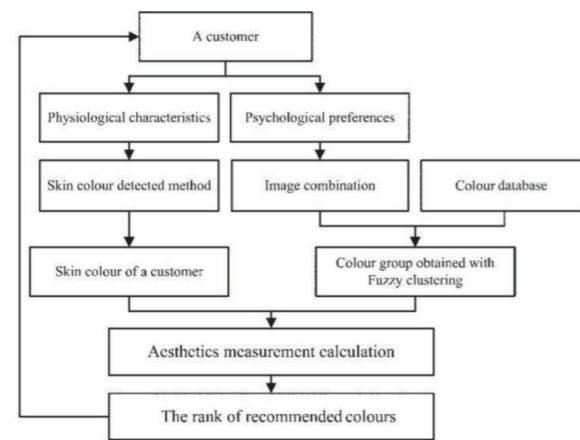 A customer
Physiological characteristics
Psychological preferences
Skin colour detected method
Image combination
Colour database
Skin colour of a customer
Colour group obtained with
Fuzzy clustering
Aesthetics measurement calculation
The rank of recommended colours